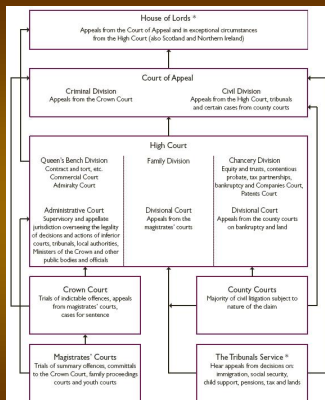 House of Lords *
Appeals from the Court of Appeal and in exceptional circumstances
from the High Court (also Scotland and Northern Ireland)
Court of Appeal
Criminal Division
Appeals from the Crown Court
Civil Division
Appeals from the High Court, tribunals
and certain cases from county courts
High Court
Queen's Bench Division
Contract and tort, etc.
Commercial Court
Admiralty Court
Family Division
Chancery Division
Equity and trusts, contentious
probate, tax partnerships,
bankruptcy and Companies Court,
Patents Court
Administrative Court
Supervisory and appellate
jurisdiction overseeing the legality
of decisions and actions of inferior
courts, tribunals, local authorities,
Ministers of the Crown and other
public bodies and officials
Divisional Court
Appeals from the
magistrates' courts
Divisional Court
Appeals from the county courts
on bankruptcy and land
Crown Court
Trials of indictable offences, appeals
from magistrates' courts,
cases for sentence
County Courts
Majority of civil litigation subject to
nature of the claim
Magistrates' Courts
Trials of summary offences, committals
to the Crown Court, family proceedings
courts and youth courts
The Tribunals Service *
Hear appeals from decisions on:
immigration, social security,
child support, pensions, tax and lands